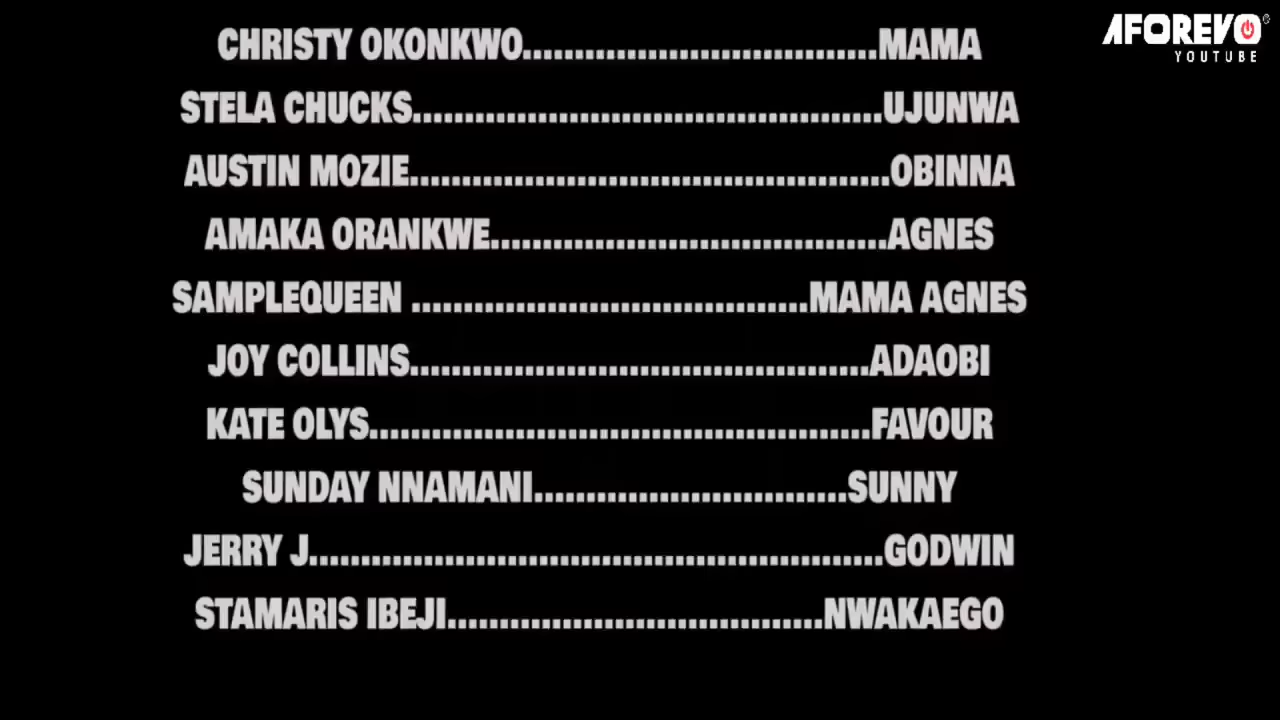 CHRISTY OKONKWO..................................MAMA
STELA CHUCKS.............................................UJUNWA
AUSTIN MOZIE..............................................OBINNA
AMAKA ORANKWE......................................AGNES
SAMPLEQUEEN ......................................MAMA AGNES
JOY COLLINS............................................ADAOBI
KATE OLYS................................................FAVOUR
SUNDAY NNAMANI..............................SUNNY
JERRY J.......................................................GODWIN
STAMARIS IBEJI....................................NWAKAEGO
AFOREVO®
YOUTUBE